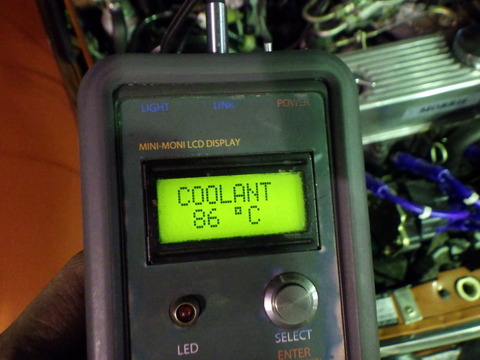 LIGHT LINK POWER
MINI-MONI LCD DISPLAY
COOLANT
86 °C
LED
SELECT
ENTER